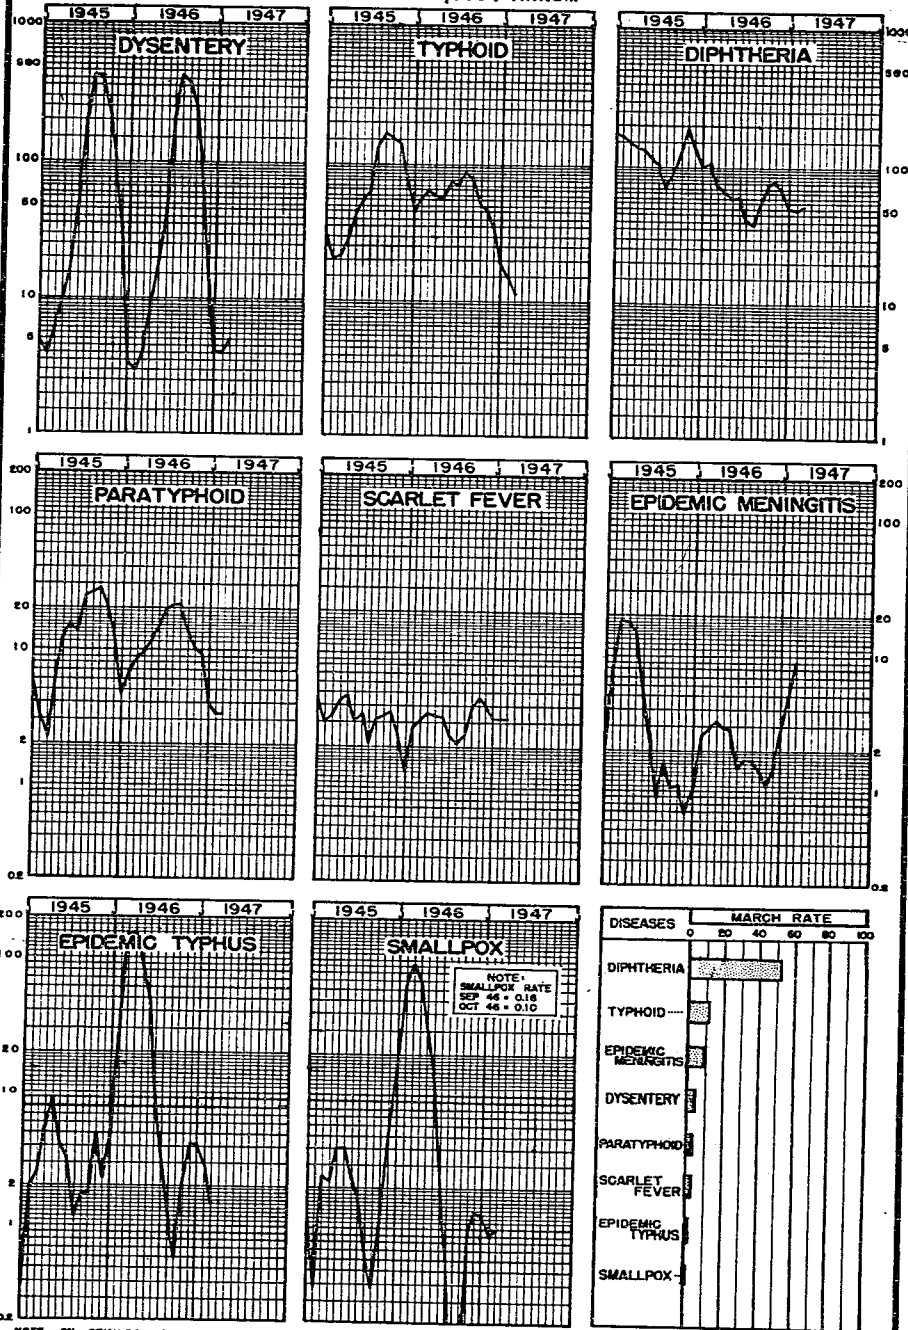 1945 1946 1947
DYSENTERY
1000
500
100
50
10
5
1
1945 1946 1947
TYPHOID
1945 1946 1947
DIPHTHERIA
1000
500
100
50
10
5
1
1945 1946 1947
PARATYPHOID
200
100
20
10
2
1
0.2
1945 1946 1947
SCARLET FEVER
1945 1946 1947
EPIDEMIC MENINGITIS
200
100
20
10
2
1
0.2
1945 1946 1947
EPIDEMIC TYPHUS
200
100
20
10
2
1
0.2
1945 1946 1947
SMALLPOX
NOTE:
SMALLPOX RATE
SEP 46 = 0.16
OCT 46 = 0.10
DISEASES MARCH RATE
0 20 40 60 80 100
DIPHTHERIA
TYPHOID
EPIDEMIC
MENINGITIS
DYSENTERY
PARATYPHOID
SCARLET
FEVER
EPIDEMIC
TYPHUS
SMALLPOX